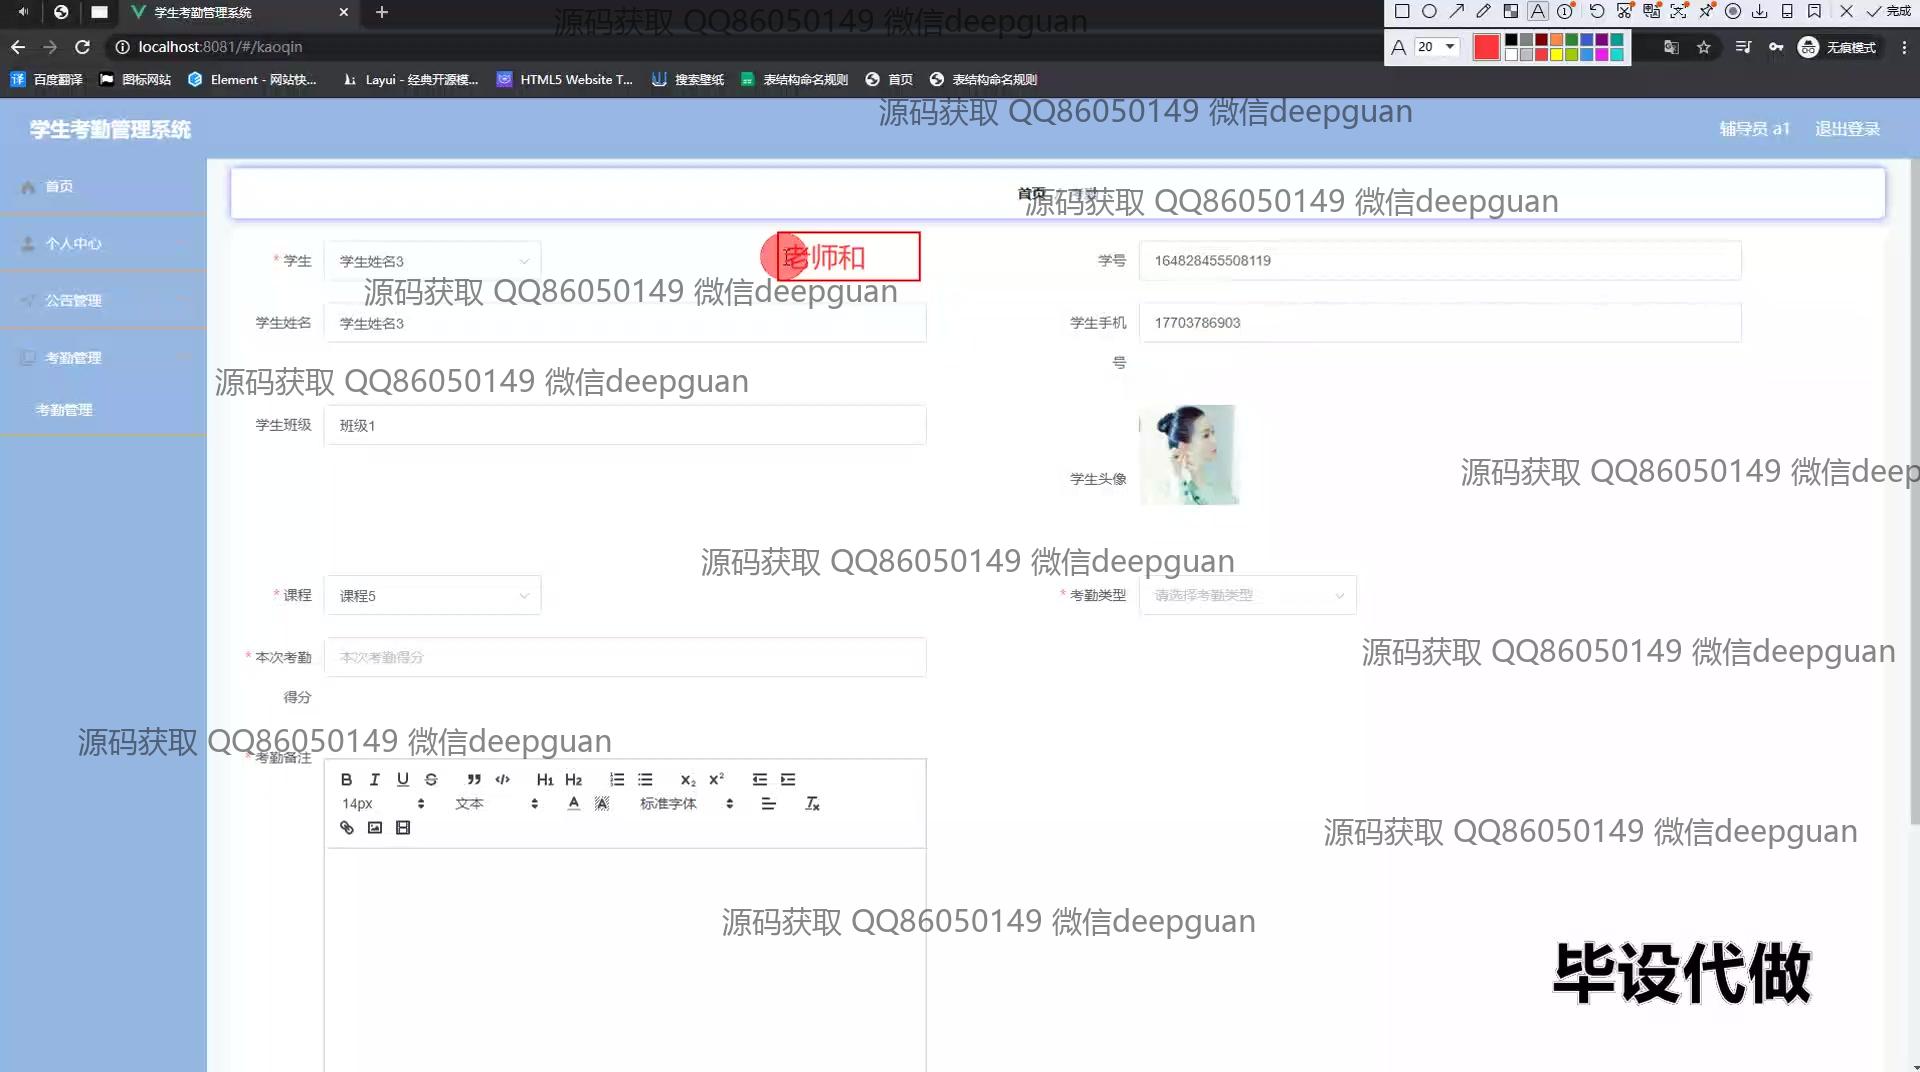 学生考勤管理系统
源码获取 QQ86050149 微信deepguan
A 20
完成
localhost:8081/#/kaoqin
无痕模式
百度翻译 图标网站 Element - 网站快... Layui - 经典开源模... HTML5 Website T... 搜索壁纸 表结构命名规则 首页 表结构命名规则
源码获取 QQ86050149 微信deepguan
学生考勤管理系统
辅导员 a1 退出登录
首页
首页
源码获取 QQ86050149 微信deepguan
个人中心
* 学生 学生姓名3
老师和
学号 164828455508119
源码获取 QQ86050149 微信deepguan
公告管理
学生姓名 学生姓名3
学生手机号 17703786903
考勤管理
源码获取 QQ86050149 微信deepguan
考勤管理
学生班级 班级1
学生头像
源码获取 QQ86050149 微信deep
源码获取 QQ86050149 微信deepguan
* 课程 课程5
* 考勤类型 请选择考勤类型
* 本次考勤得分 本次考勤得分
源码获取 QQ86050149 微信deepguan
源码获取 QQ86050149 微信deepguan
* 考勤备注
B I U S H1 H2 X2 X2
14px 文本 A A 标准字体 Tx
源码获取 QQ86050149 微信deepguan
源码获取 QQ86050149 微信deepguan
毕设代做